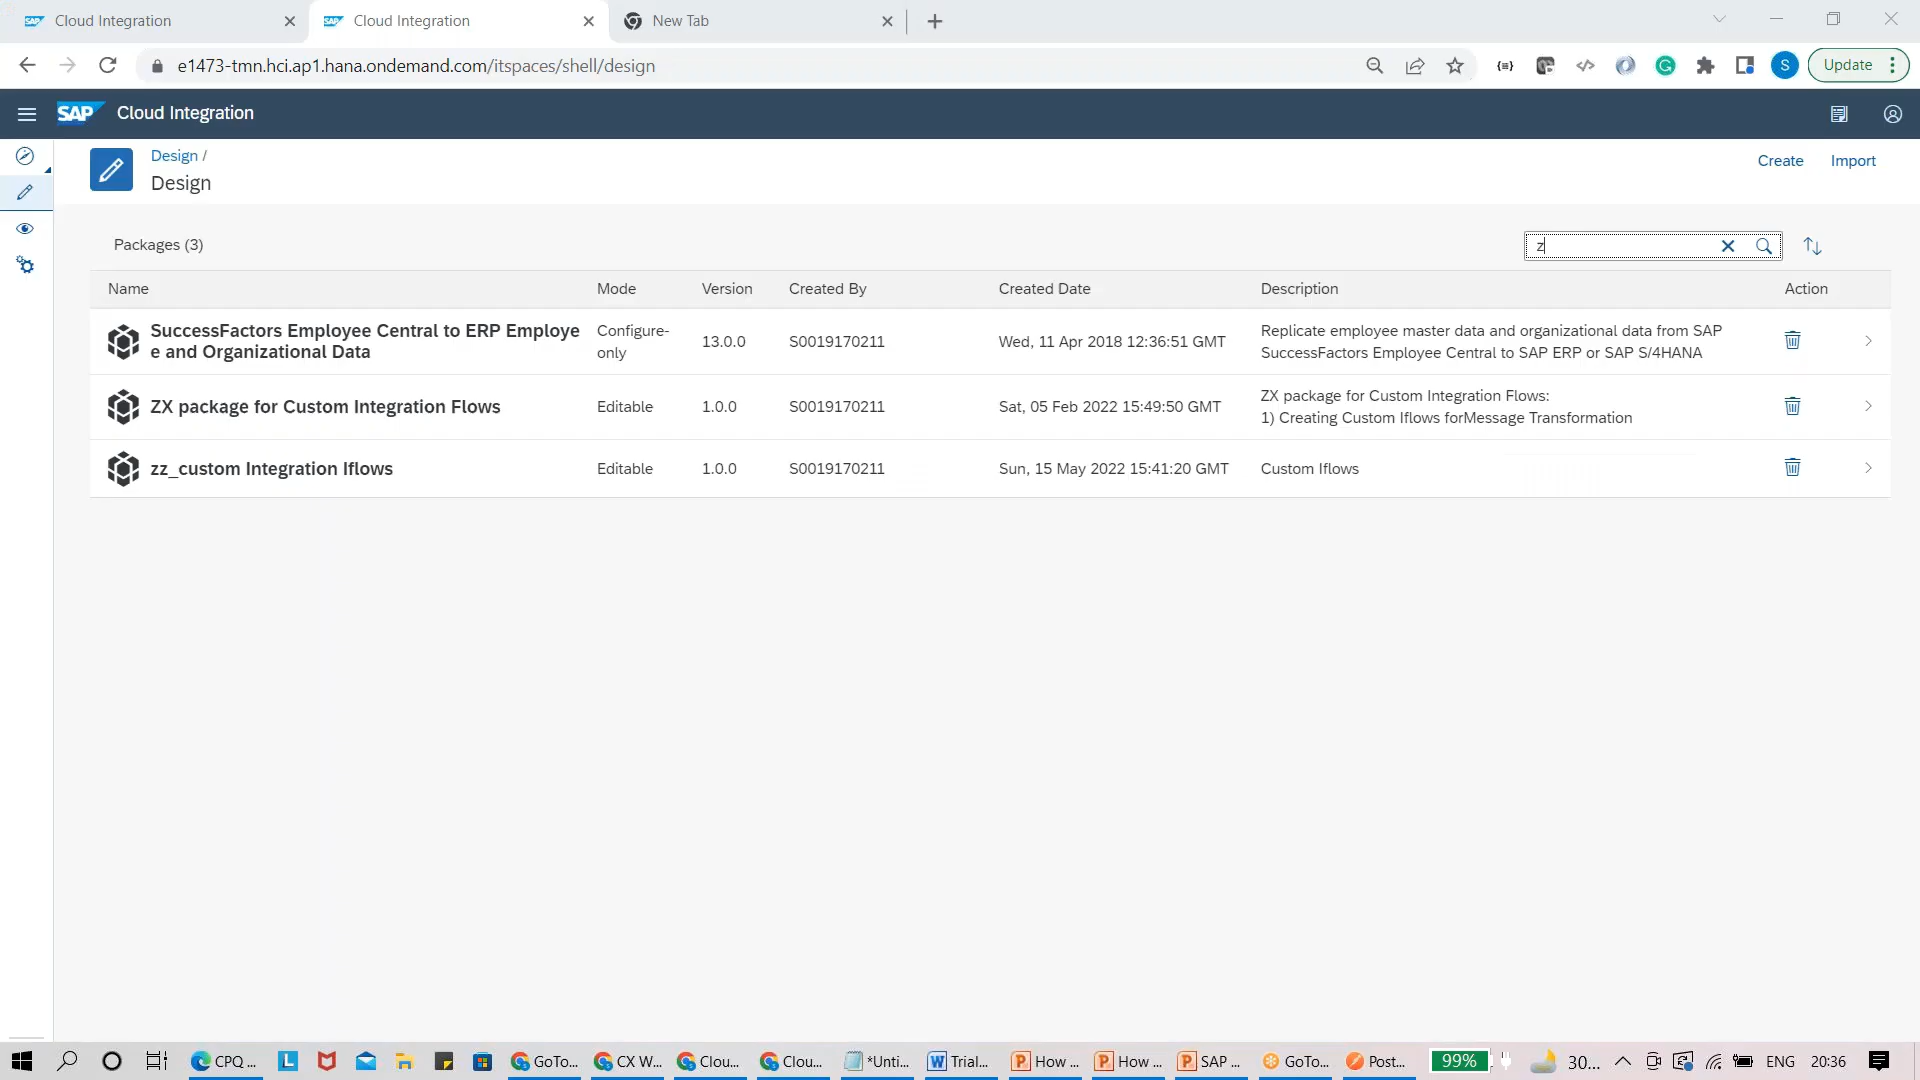 SAP Cloud Integration
SAP Cloud Integration
New Tab
e1473-tmn.hci.ap1.hana.ondemand.com/itspaces/shell/design
S
Update
SAP Cloud Integration
Design /
Design
Create Import
Packages (3)
z
Name Mode Version Created By Created Date Description Action
SuccessFactors Employee Central to ERP Employe
e and Organizational Data
Configure-
only
13.0.0
S0019170211
Wed, 11 Apr 2018 12:36:51 GMT
Replicate employee master data and organizational data from SAP
SuccessFactors Employee Central to SAP ERP or SAP S/4HANA
ZX package for Custom Integration Flows
Editable
1.0.0
S0019170211
Sat, 05 Feb 2022 15:49:50 GMT
ZX package for Custom Integration Flows:
1) Creating Custom Iflows forMessage Transformation
zz_custom Integration Iflows
Editable
1.0.0
S0019170211
Sun, 15 May 2022 15:41:20 GMT
Custom Iflows
CPQ ... L GoTo... CX W... Clou... Clou... *Unti... Trial... How ... How ... SAP ... GoTo... Post... 99% 30... ENG 20:36